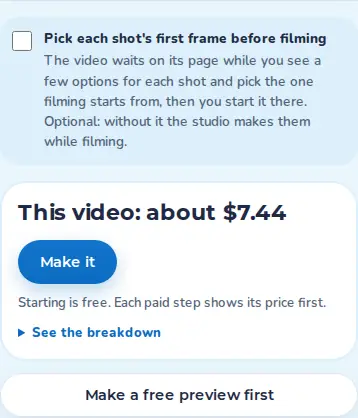 Pick each shot's first frame before filming
The video waits on its page while you see a
few options for each shot and pick the one
filming starts from, then you start it there.
Optional: without it the studio makes them
while filming.
This video: about $7.44
Make it
Starting is free. Each paid step shows its price first.
See the breakdown
Make a free preview first